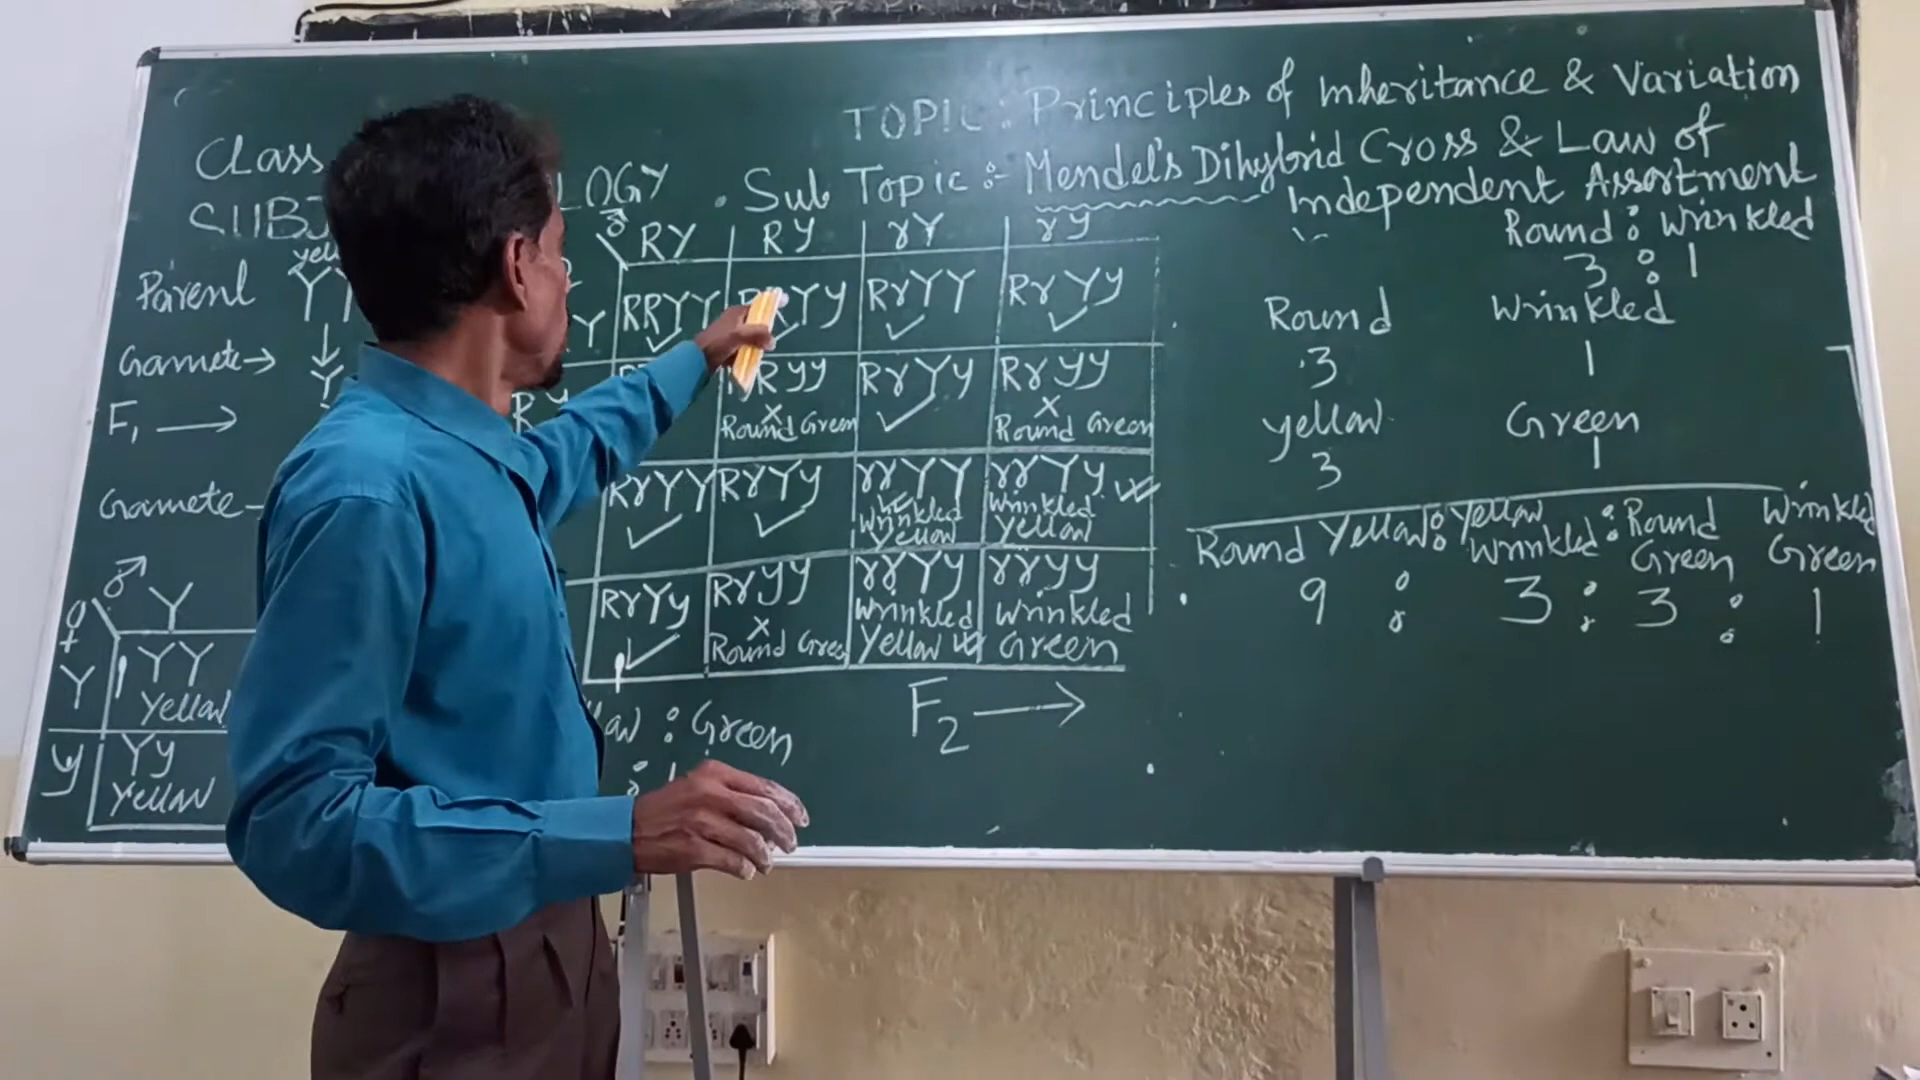 TOPIC : Principles of Inheritance & Variation
Class
LOGY . Sub Topic :- Mendel's Dihybrid Cross & Law of
Independent Assortment
SUBJ
♂ RY Ry rY ry
Round : Wrinkled
3 : 1
Parent
YY
Gamete →
Y
F₁ →
Gamete
RRYY RRYy RrYY RrYy
RRyy RrYy Rryy
x Round Green
x Round Green
RrYY RrYy rrYY rrYy
Wrinkled Yellow
Wrinkled Yellow
RrYy Rryy rrYy rryy
x Round Green
Wrinkled Yellow
Wrinkled Green
F₂ →
: Green
: 1
♂
♀ Y
Y YY
Yellow
y Yy
Yellow
Round Wrinkled
3 1
Yellow Green
3 1
Round Yellow : Yellow Wrinkled : Round Green Wrinkled Green
9 : 3 : 3 : 1